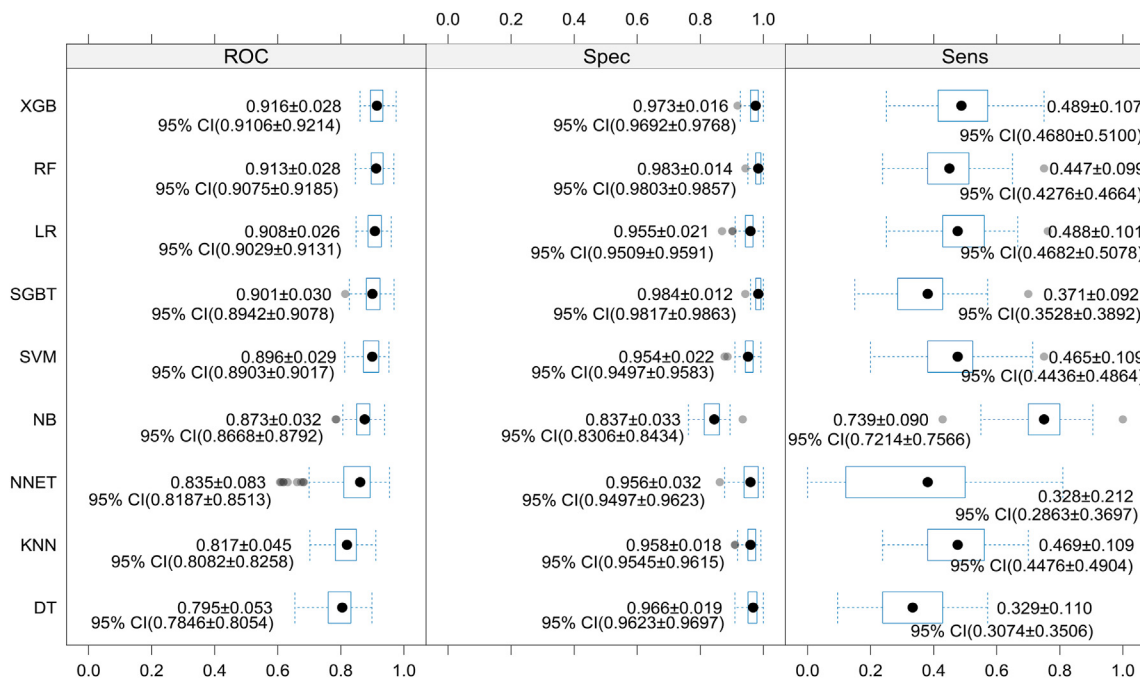 0.0 0.2 0.4 0.6 0.8 1.0
ROC Spec Sens
XGB 0.916±0.028 0.973±0.016 0.489±0.107
95% CI(0.9106±0.9214) 95% CI(0.9692±0.9768) 95% CI(0.4680±0.5100)
RF 0.913±0.028 0.983±0.014 0.447±0.099
95% CI(0.9075±0.9185) 95% CI(0.9803±0.9857) 95% CI(0.4276±0.4664)
LR 0.908±0.026 0.955±0.021 0.488±0.101
95% CI(0.9029±0.9131) 95% CI(0.9509±0.9591) 95% CI(0.4682±0.5078)
SGBT 0.901±0.030 0.984±0.012 0.371±0.092
95% CI(0.8942±0.9078) 95% CI(0.9817±0.9863) 95% CI(0.3528±0.3892)
SVM 0.896±0.029 0.954±0.022 0.465±0.109
95% CI(0.8903±0.9017) 95% CI(0.9497±0.9583) 95% CI(0.4436±0.4864)
NB 0.873±0.032 0.837±0.033 0.739±0.090
95% CI(0.8668±0.8792) 95% CI(0.8306±0.8434) 95% CI(0.7214±0.7566)
NNET 0.835±0.083 0.956±0.032 0.328±0.212
95% CI(0.8187±0.8513) 95% CI(0.9497±0.9623) 95% CI(0.2863±0.3697)
KNN 0.817±0.045 0.958±0.018 0.469±0.109
95% CI(0.8082±0.8258) 95% CI(0.9545±0.9615) 95% CI(0.4476±0.4904)
DT 0.795±0.053 0.966±0.019 0.329±0.110
95% CI(0.7846±0.8054) 95% CI(0.9623±0.9697) 95% CI(0.3074±0.3506)
0.0 0.2 0.4 0.6 0.8 1.0 0.0 0.2 0.4 0.6 0.8 1.0